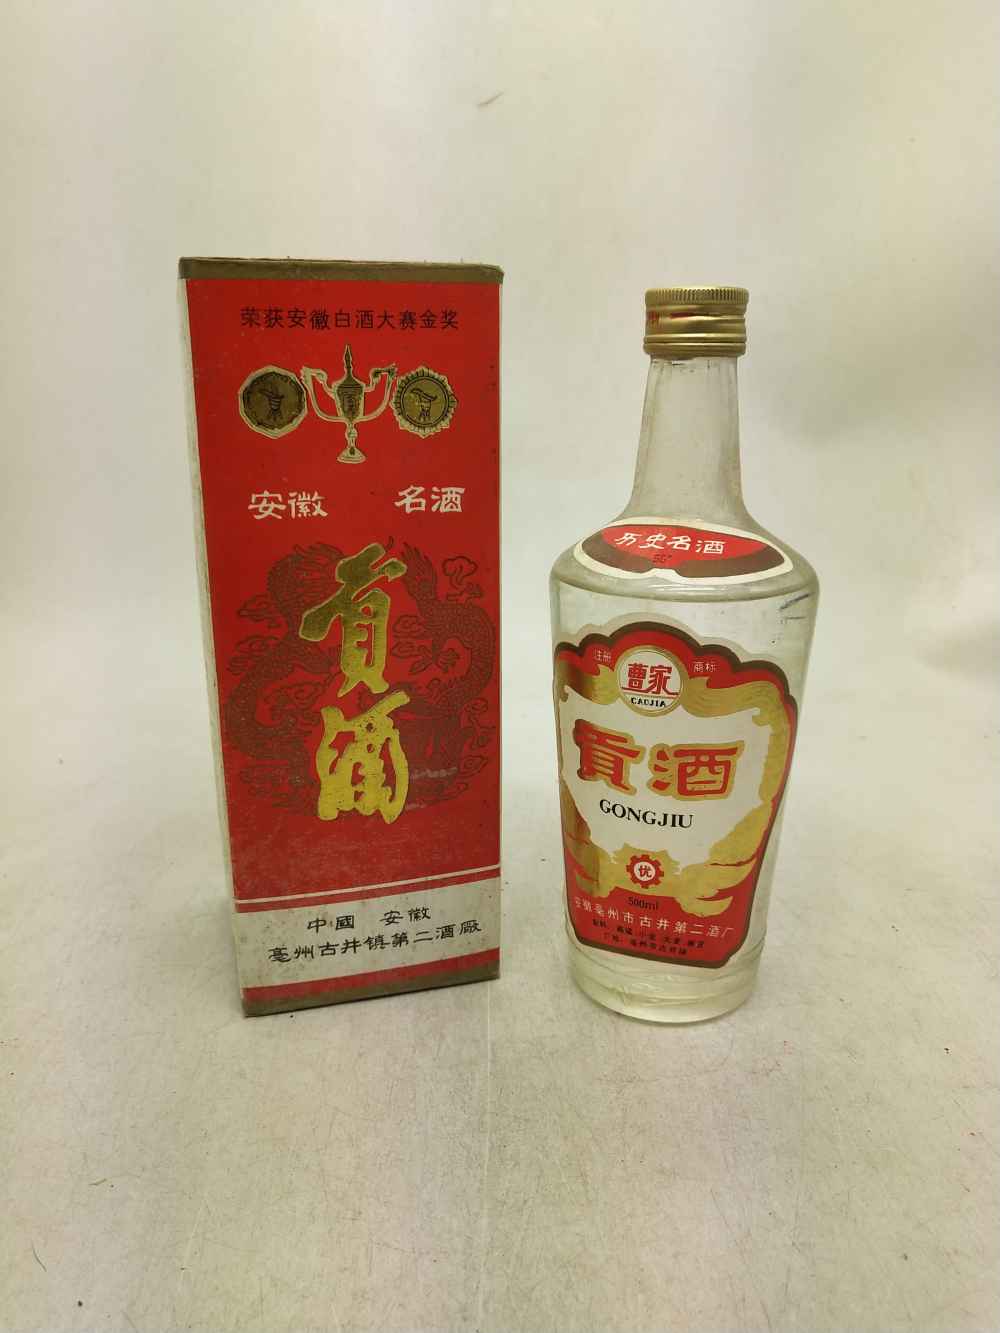 荣获安徽白酒大赛金奖
安徽 名酒
贡
酒
中國 安徽
亳州古井镇第二酒厰
历史名酒
55°
注册 商标
曹家
CAOJIA
貢酒
GONGJIU
优
500ml
安徽亳州市古井第二酒厂